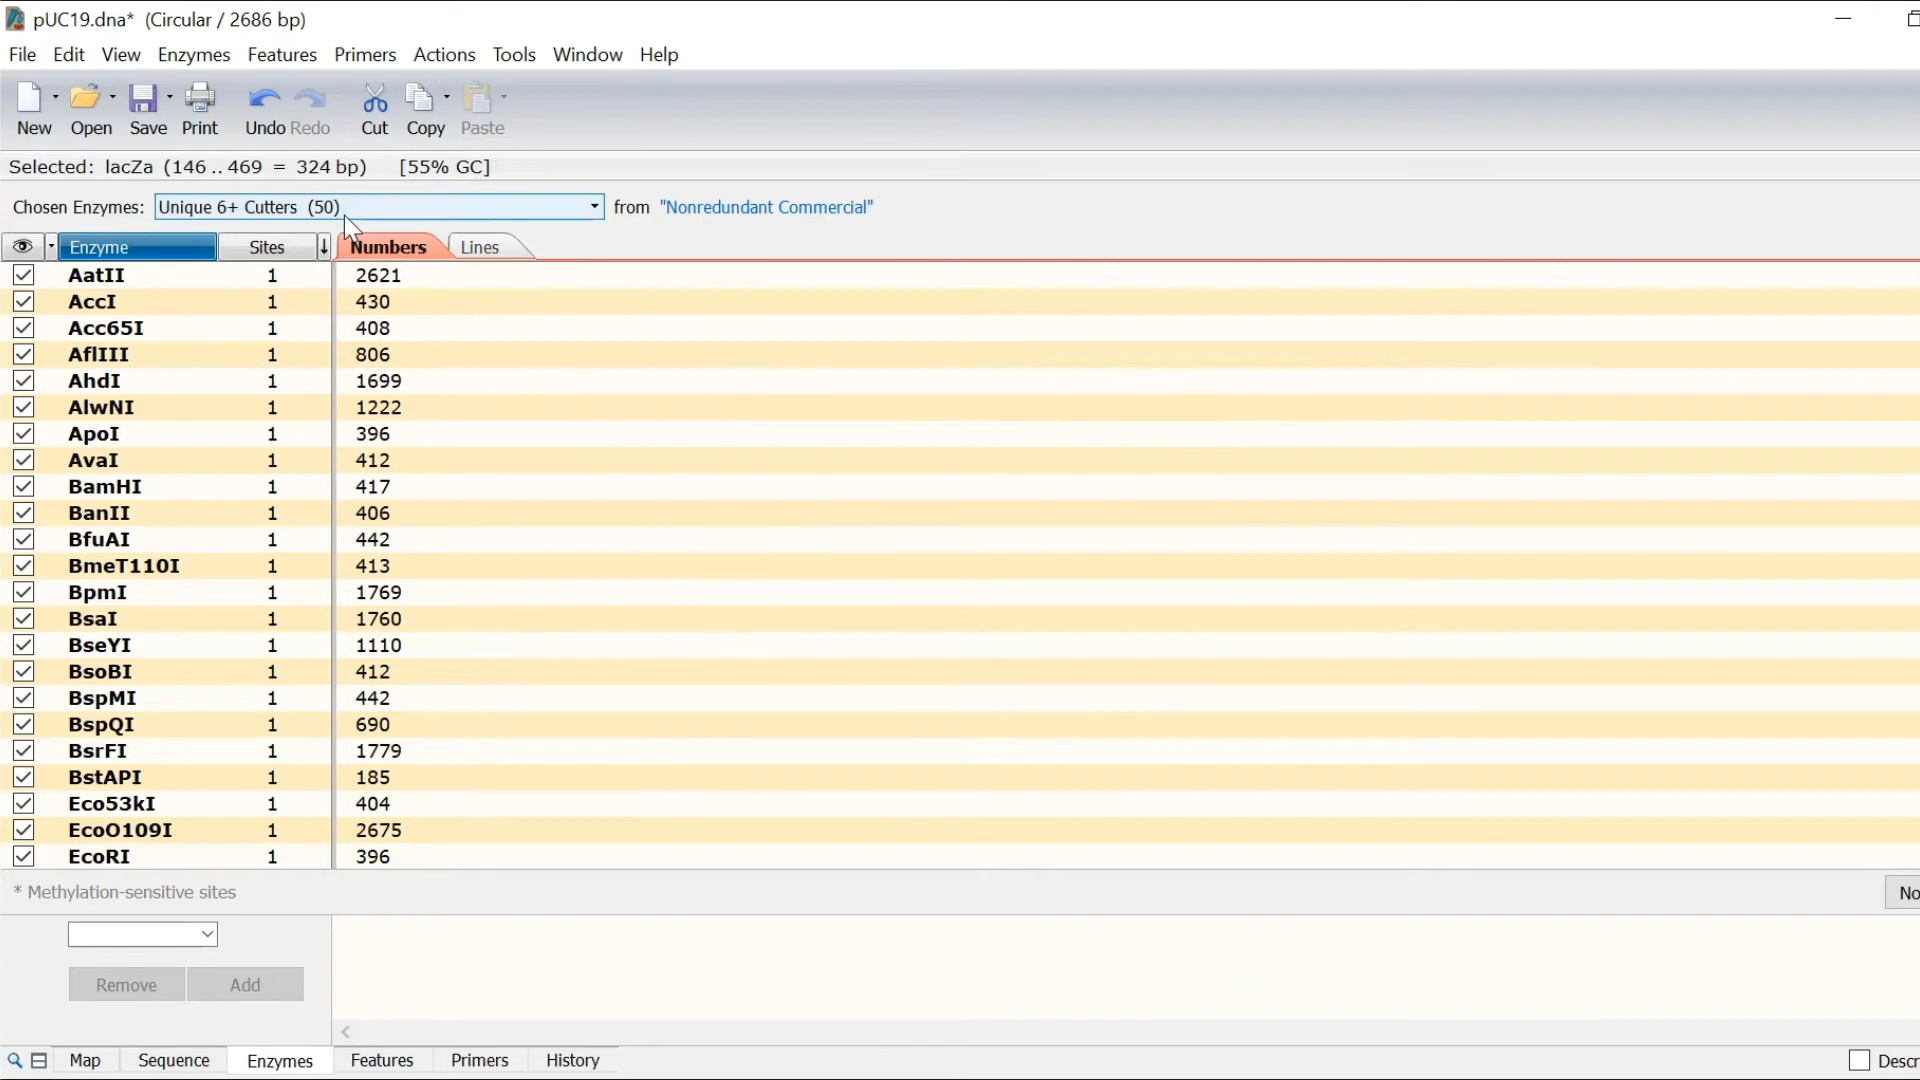 pUC19.dna* (Circular / 2686 bp)
File Edit View Enzymes Features Primers Actions Tools Window Help
New Open Save Print Undo Redo Cut Copy Paste
Selected: lacZa (146 .. 469 = 324 bp) [55% GC]
Chosen Enzymes: Unique 6+ Cutters (50) from "Nonredundant Commercial"
Enzyme Sites Numbers Lines
AatII 1 2621
AccI 1 430
Acc65I 1 408
AflIII 1 806
AhdI 1 1699
AlwNI 1 1222
ApoI 1 396
AvaI 1 412
BamHI 1 417
BanII 1 406
BfuAI 1 442
BmeT110I 1 413
BpmI 1 1769
BsaI 1 1760
BseYI 1 1110
BsoBI 1 412
BspMI 1 442
BspQI 1 690
BsrFI 1 1779
BstAPI 1 185
Eco53kI 1 404
EcoO109I 1 2675
EcoRI 1 396
* Methylation-sensitive sites No
Remove Add
Map Sequence Enzymes Features Primers History Descr